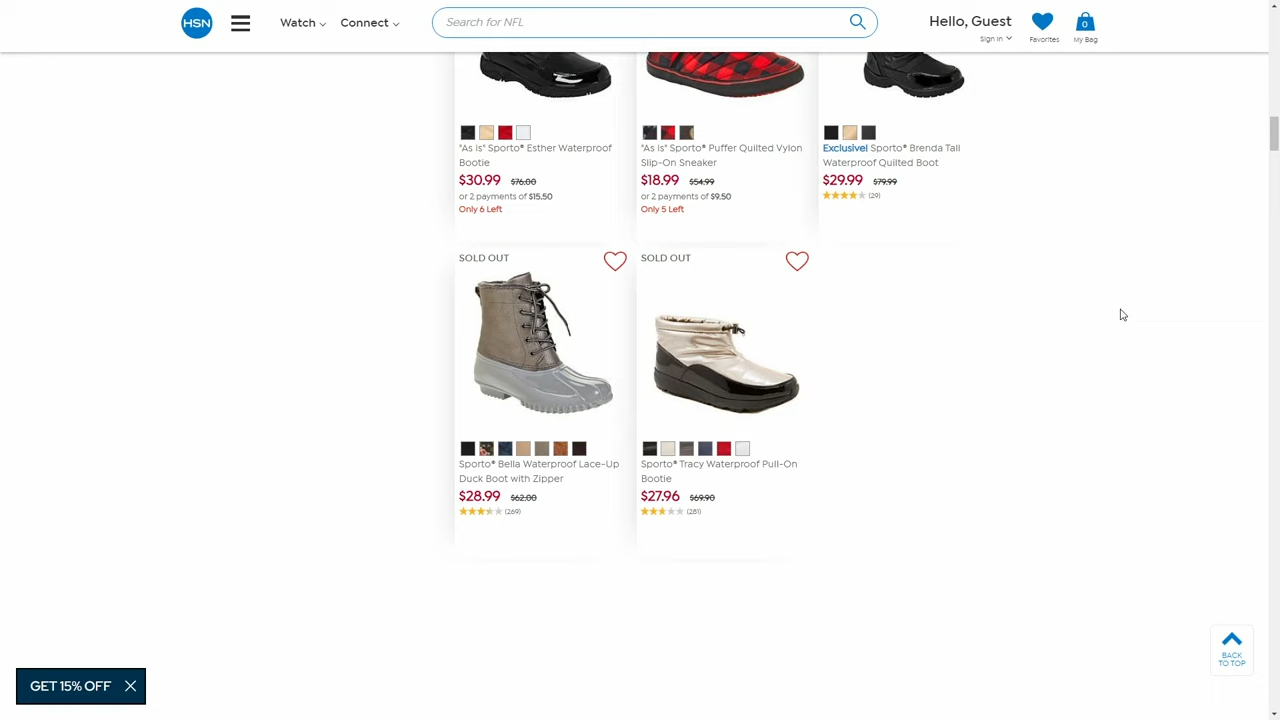 HSN
Watch
Connect
Search for NFL
Hello, Guest
Sign In
Favorites
0
My Bag
"As Is" Sporto® Esther Waterproof
Bootie
$30.99 $76.00
or 2 payments of $15.50
Only 6 Left
"As Is" Sporto® Puffer Quilted Vylon
Slip-On Sneaker
$18.99 $54.99
or 2 payments of $9.50
Only 5 Left
Exclusive! Sporto® Brenda Tall
Waterproof Quilted Boot
$29.99 $79.99
(29)
SOLD OUT
Sporto® Bella Waterproof Lace-Up
Duck Boot with Zipper
$28.99 $62.00
(269)
SOLD OUT
Sporto® Tracy Waterproof Pull-On
Bootie
$27.96 $69.90
(281)
BACK
TO TOP
GET 15% OFF